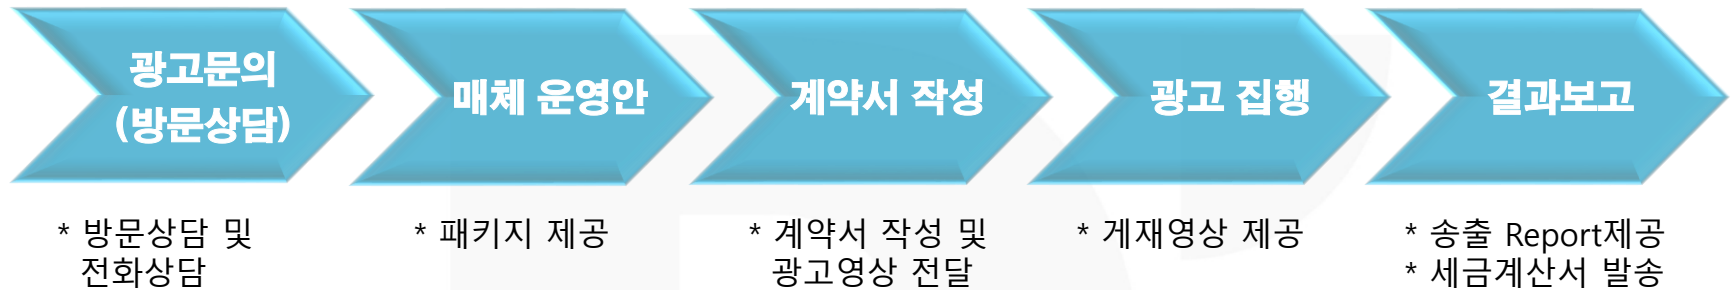 광고문의
(방문상담)
매체 운영안
계약서 작성
광고 집행
결과보고
* 방문상담 및
전화상담
* 패키지 제공
* 계약서 작성 및
광고영상 전달
* 게재영상 제공
* 송출 Report제공
* 세금계산서 발송